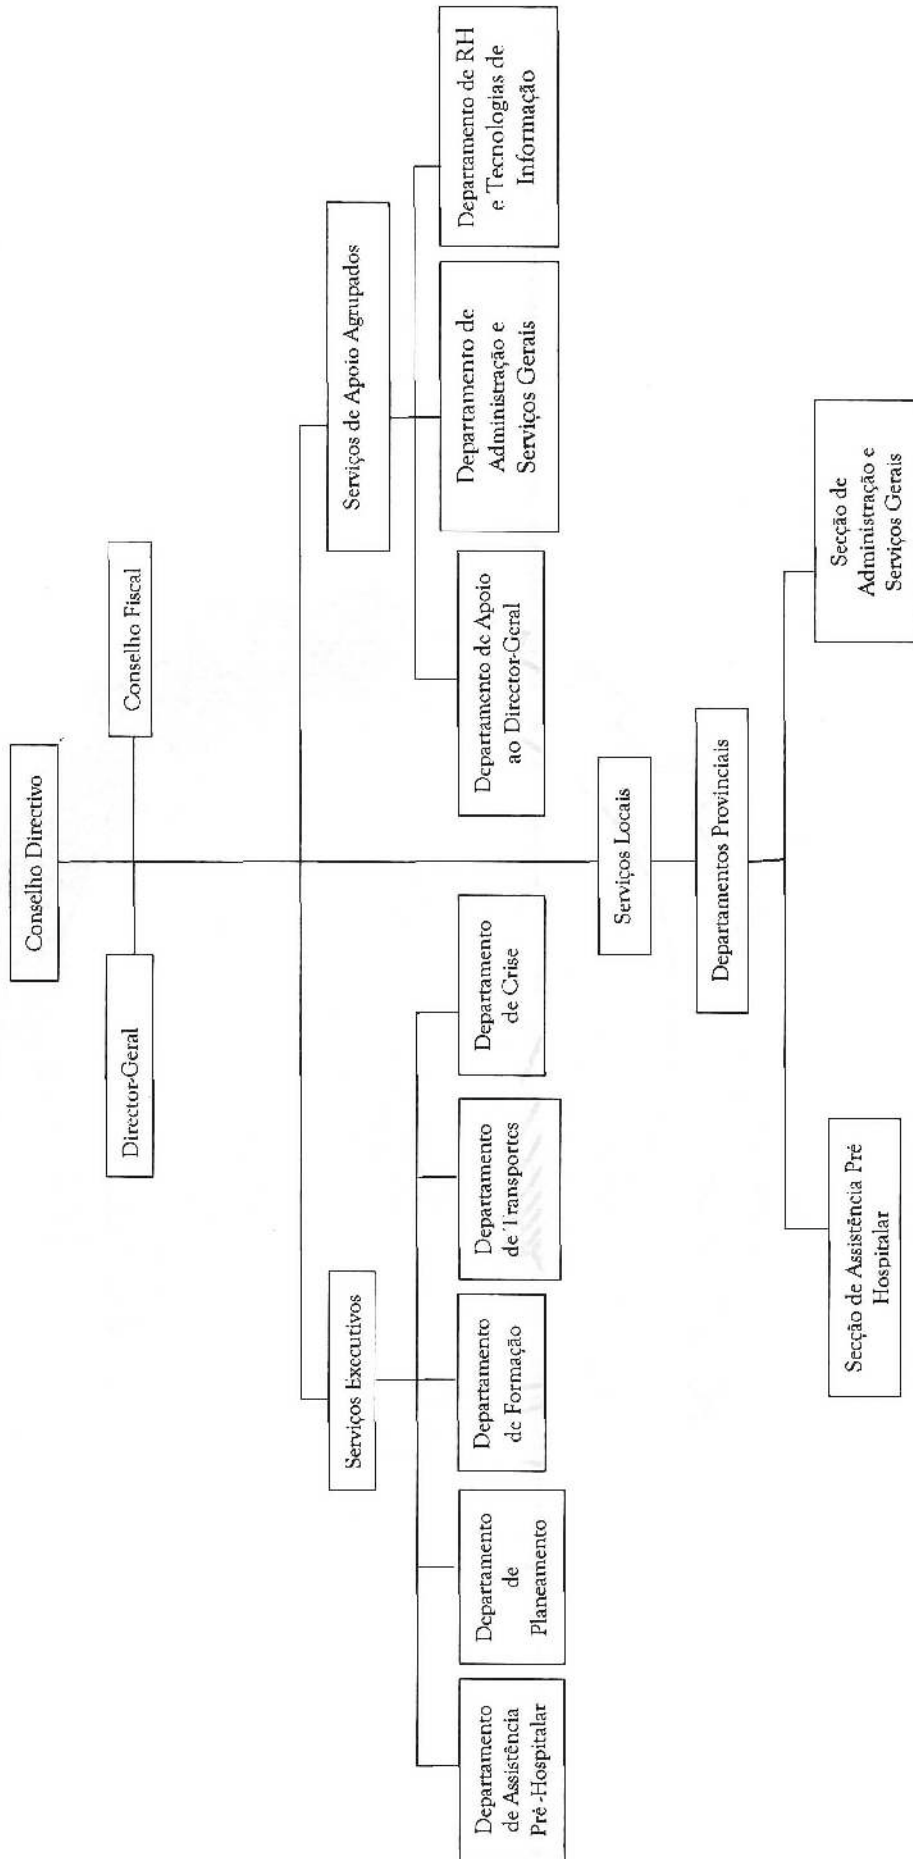 Conselho Directivo
Director-Geral
Conselho Fiscal
Serviços Executivos
Serviços de Apoio Agrupados
Departamento
de Assistência
Pré -Hospitalar
Departamento
de
Planeamento
Departamento
de Formação
Departamento
de Transportes
Departamento
de Crise
Departamento de Apoio
ao Director-Geral
Departamento de
Administração e
Serviços Gerais
Departamento de RH
e Tecnologias de
Informação
Serviços Locais
Departamentos Provinciais
Secção de Assistência Pré
Hospitalar
Secção de
Administração e
Serviços Gerais